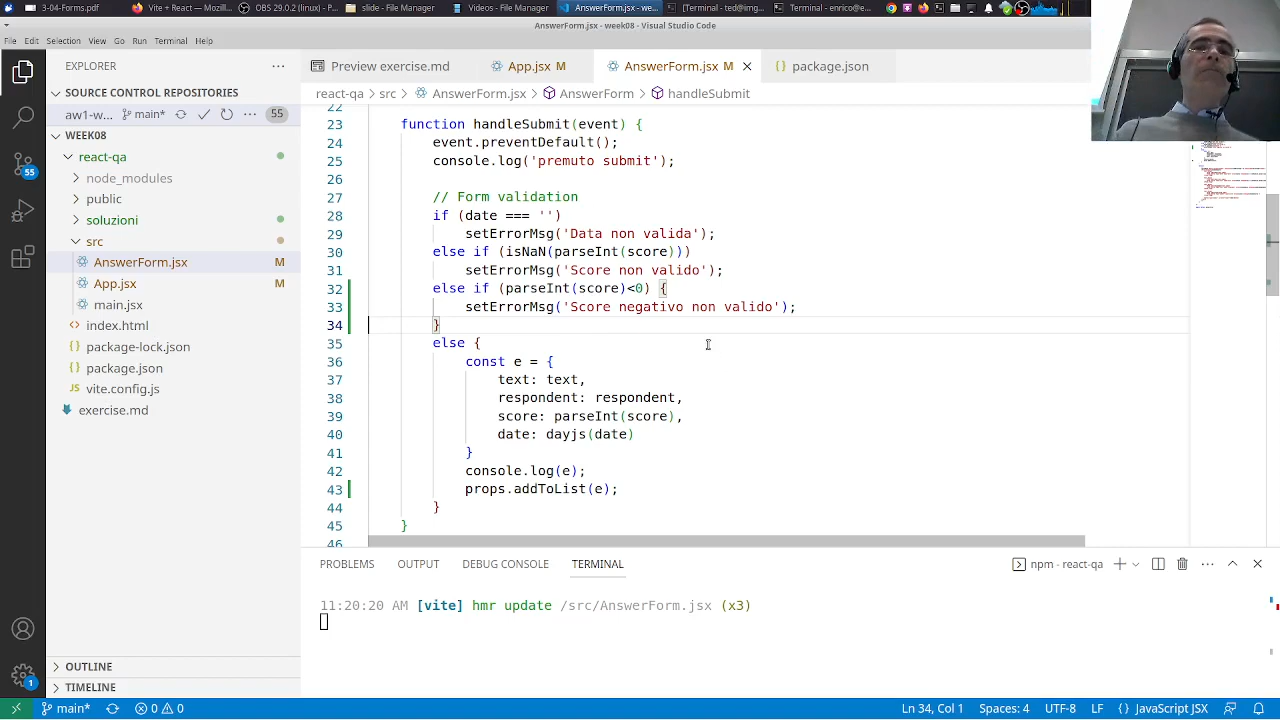 304-Forms.pdf
React + Vite — Mozill...
OBS 29.0.2 (linux) - P...
slide - File Manager
Videos - File Manager
AnswerForm.jsx - wee...
Terminal - ted@img...
Terminal - enrico@e...
AnswerForm.jsx - week08 - Visual Studio Code
File Edit Selection View Go Run Terminal Help
EXPLORER
Preview exercise.md
App.jsx M
AnswerForm.jsx M
package.json
SOURCE CONTROL REPOSITORIES
react-qa > src > AnswerForm.jsx > AnswerForm > handleSubmit
aw1-w... main* 55
WEEK08
react-qa
node_modules
public
soluzioni
src
AnswerForm.jsx M
App.jsx M
main.jsx
index.html
package-lock.json
package.json
vite.config.js
exercise.md
OUTLINE
TIMELINE
55
1
22
23 function handleSubmit(event) {
24 event.preventDefault();
25 console.log('premuto submit');
26
27 // Form validation
28 if (date === '')
29 setErrorMsg('Data non valida');
30 else if (isNaN(parseInt(score)))
31 setErrorMsg('Score non valido');
32 else if (parseInt(score)<0) {
33 setErrorMsg('Score negativo non valido');
34 }
35 else {
36 const e = {
37 text: text,
38 respondent: respondent,
39 score: parseInt(score),
40 date: dayjs(date)
41 }
42 console.log(e);
43 props.addToList(e);
44 }
45 }
46
PROBLEMS OUTPUT DEBUG CONSOLE TERMINAL
npm - react-qa
11:20:20 AM [vite] hmr update /src/AnswerForm.jsx (x3)
main* 0 0 Ln 34, Col 1 Spaces: 4 UTF-8 LF {} JavaScript JSX